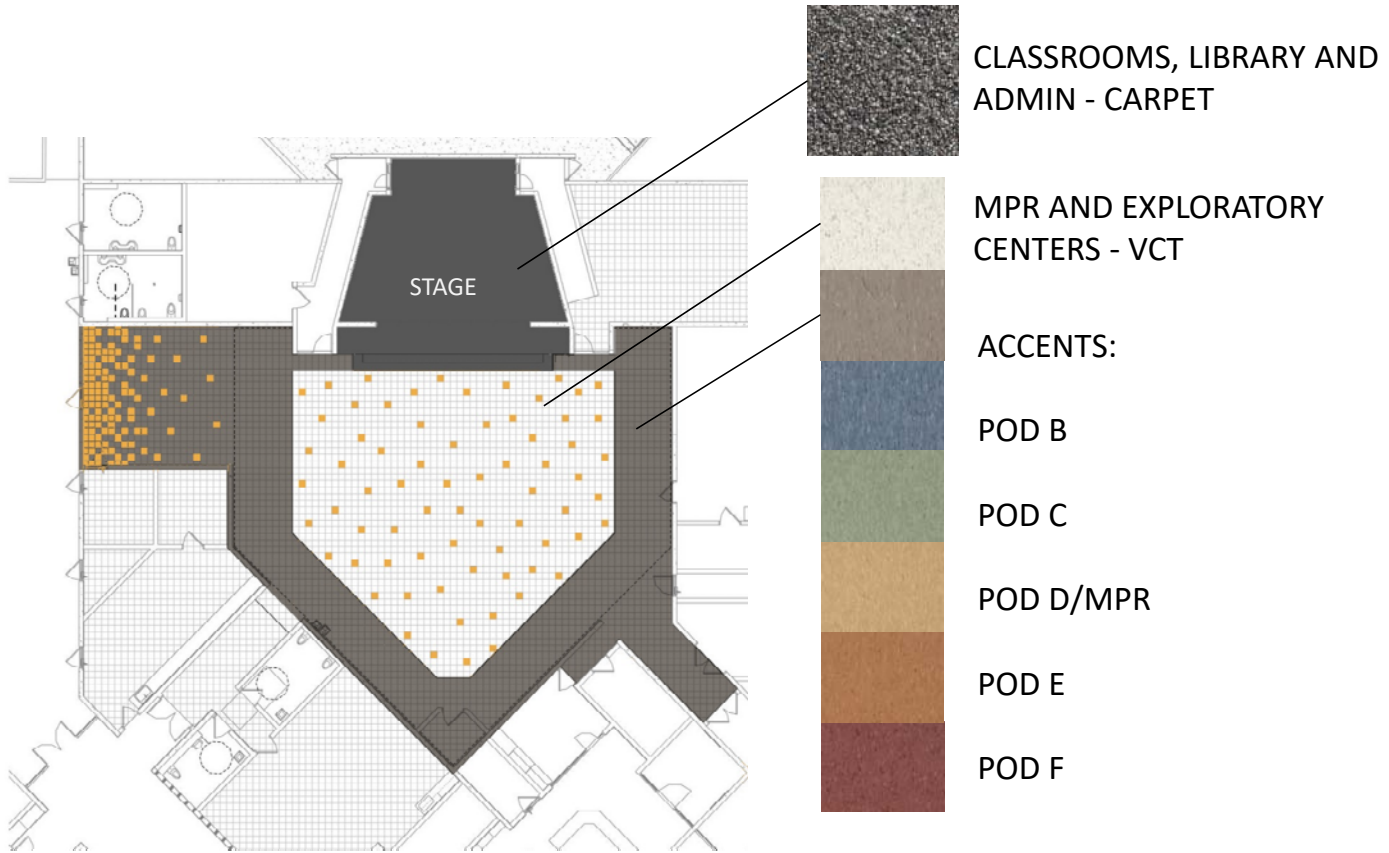 CLASSROOMS, LIBRARY AND
ADMIN - CARPET
MPR AND EXPLORATORY
CENTERS - VCT
STAGE
ACCENTS:
POD B
POD C
POD D/MPR
POD E
POD F